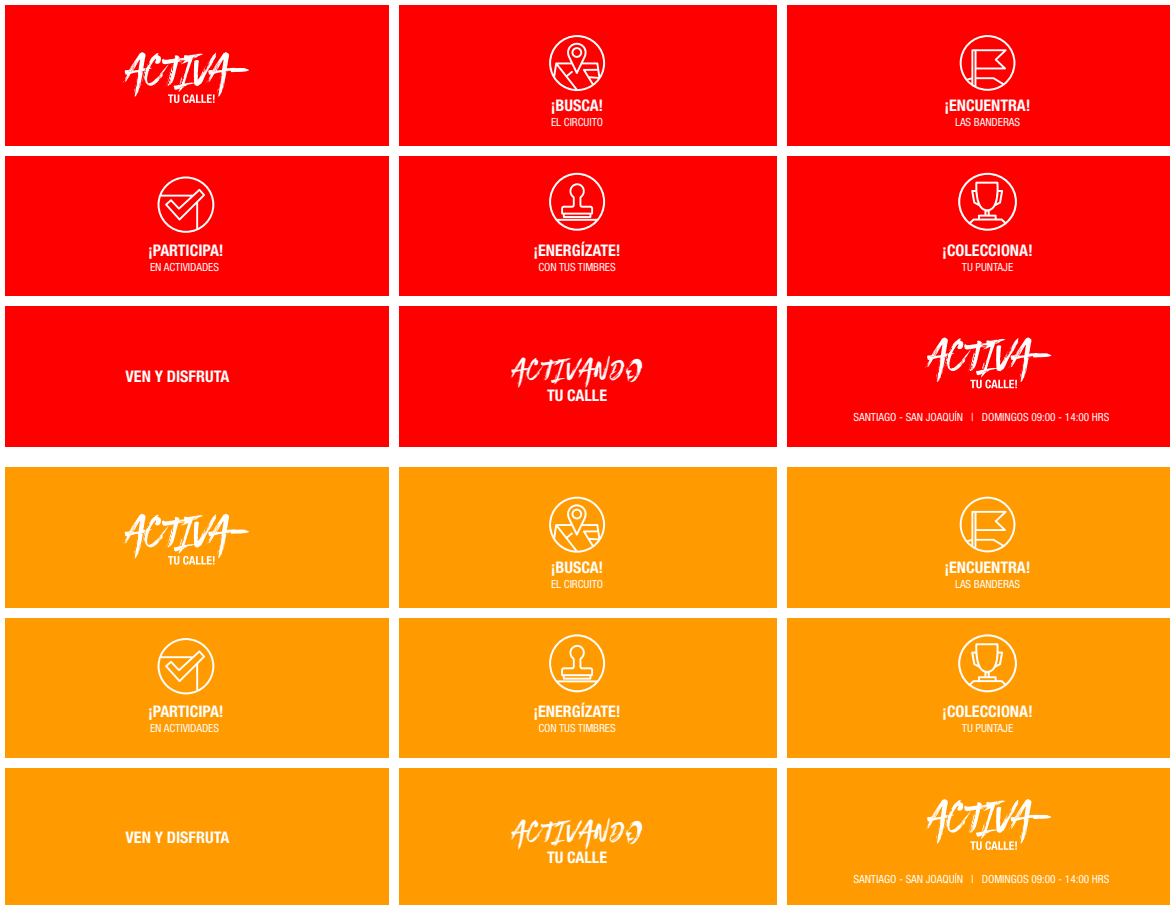 ACTIVA
TU CALLE!
¡BUSCA!
EL CIRCUITO
¡ENCUENTRA!
LAS BANDERAS
¡PARTICIPA!
EN ACTIVIDADES
¡ENERGÍZATE!
CON TUS TIMBRES
¡COLECCIONA!
TU PUNTAJE
VEN Y DISFRUTA
ACTIVANDO
TU CALLE
ACTIVA
TU CALLE!
SANTIAGO - SAN JOAQUÍN | DOMINGOS 09:00 - 14:00 HRS
ACTIVA
TU CALLE!
¡BUSCA!
EL CIRCUITO
¡ENCUENTRA!
LAS BANDERAS
¡PARTICIPA!
EN ACTIVIDADES
¡ENERGÍZATE!
CON TUS TIMBRES
¡COLECCIONA!
TU PUNTAJE
VEN Y DISFRUTA
ACTIVANDO
TU CALLE
ACTIVA
TU CALLE!
SANTIAGO - SAN JOAQUÍN | DOMINGOS 09:00 - 14:00 HRS